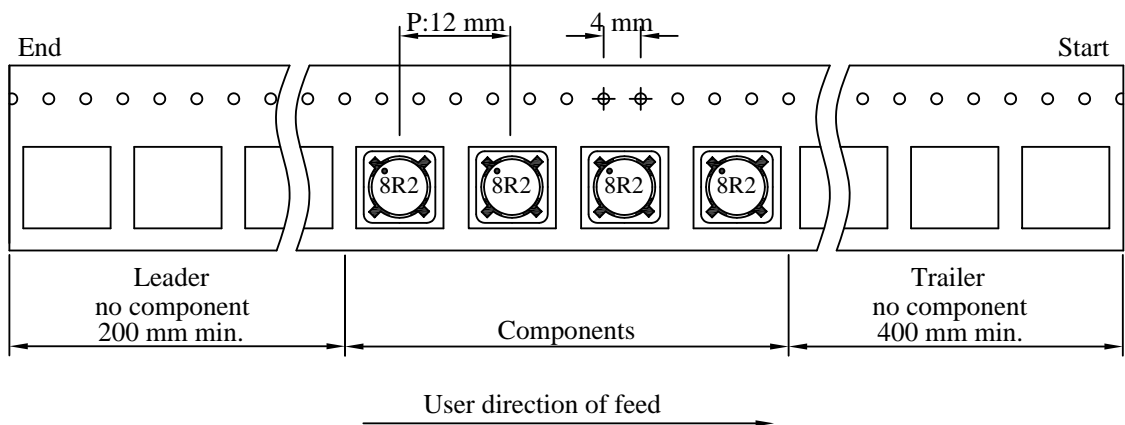 P:12 mm
4 mm
End
Start
8R2
8R2
8R2
8R2
Leader
no component
200 mm min.
Components
Trailer
no component
400 mm min.
User direction of feed